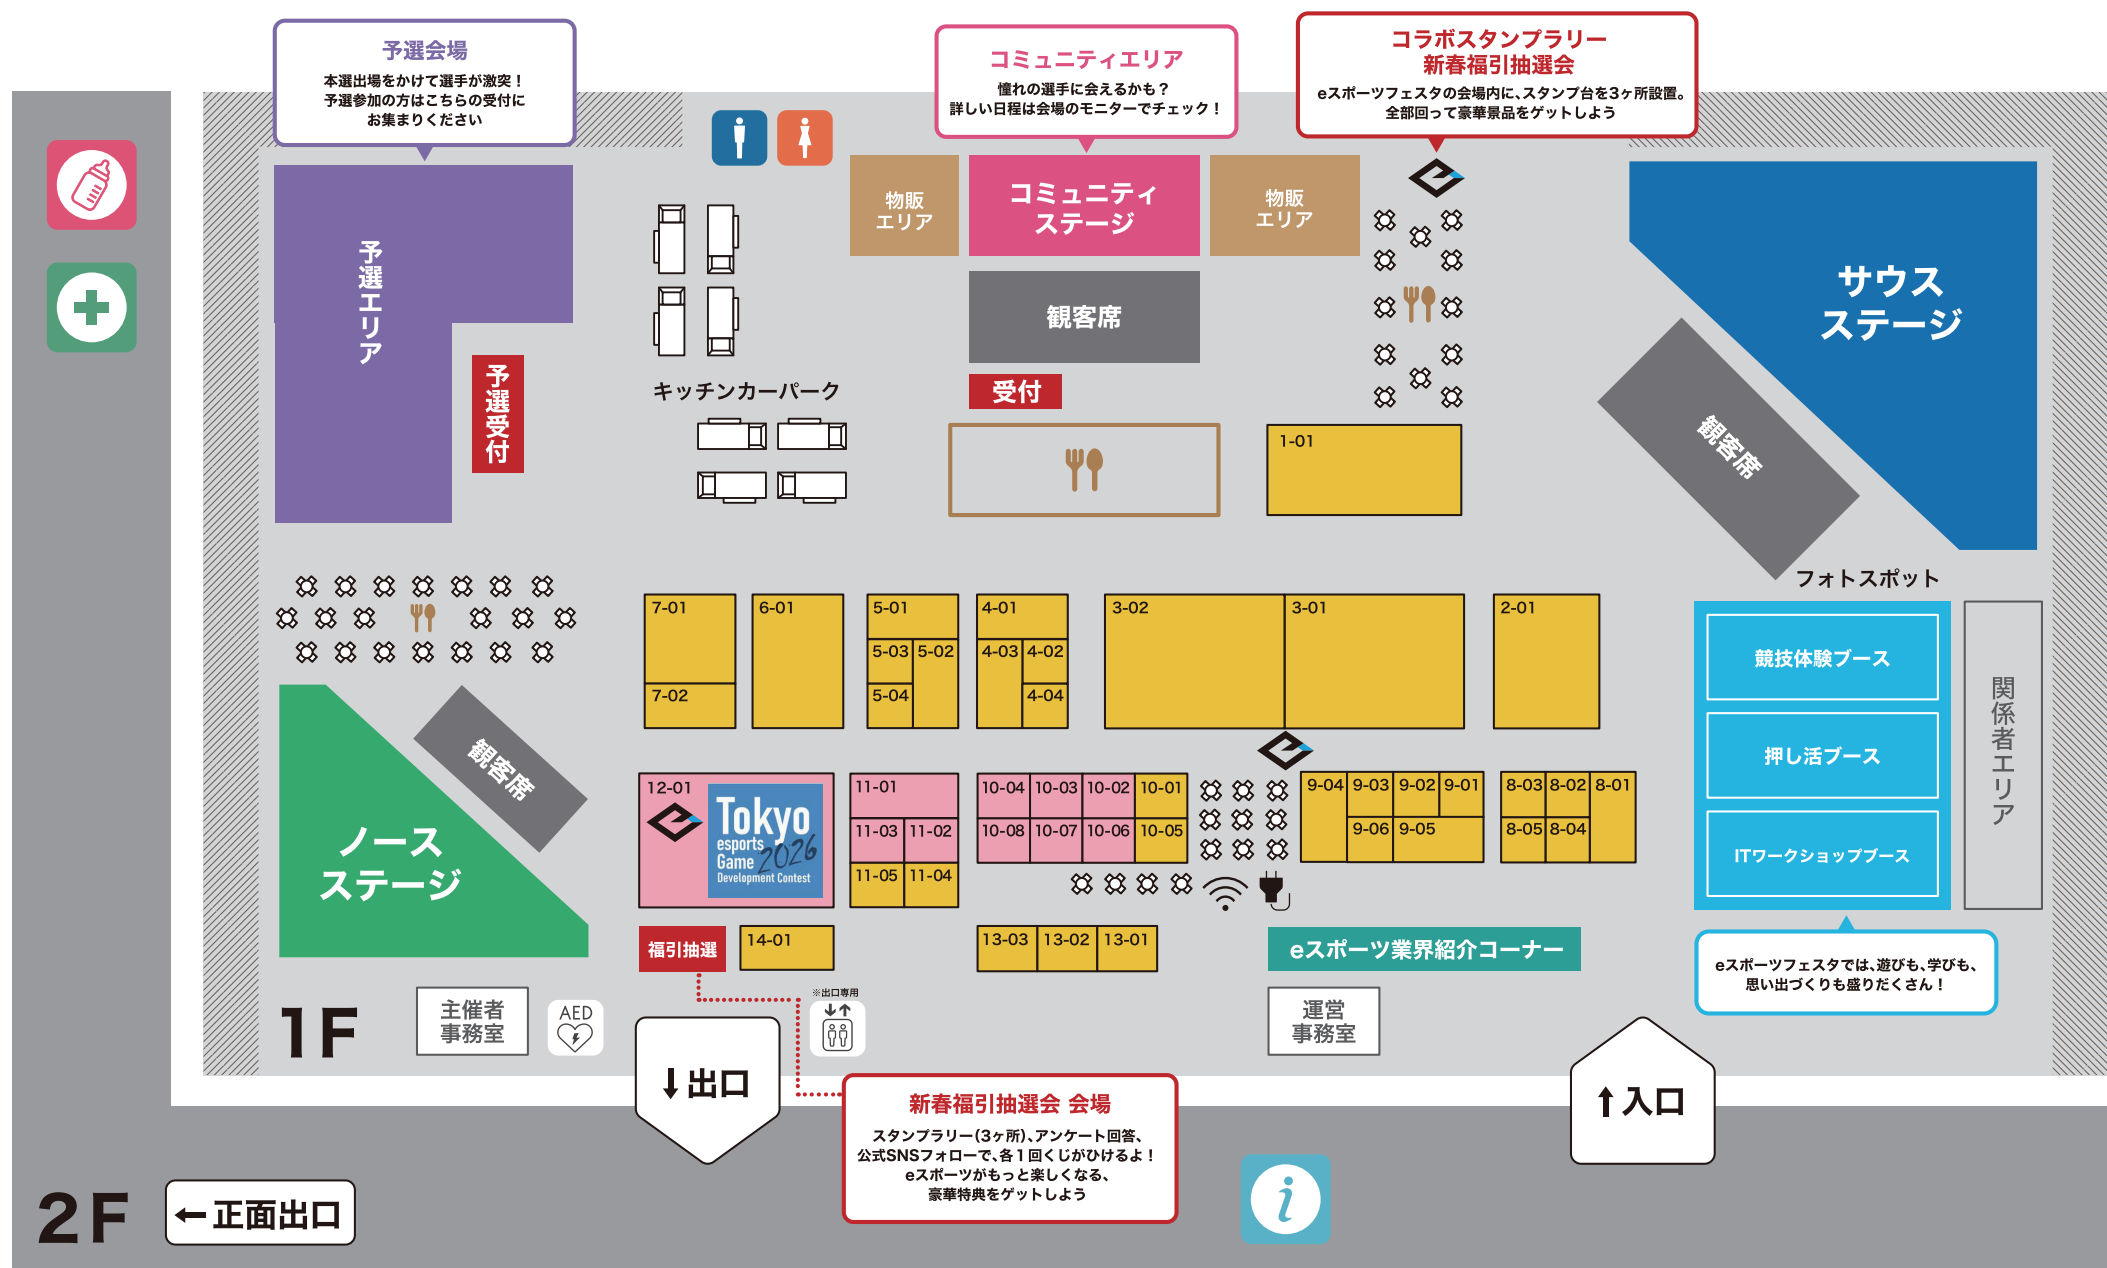 予選会場
本選出場をかけて選手が激突！
予選参加の方はこちらの受付に
お集まりください
コミュニティエリア
憧れの選手に会えるかも？
詳しい日程は会場のモニターでチェック！
コラボスタンプラリー
新春福引抽選会
eスポーツフェスタの会場内に、スタンプ台を3ヶ所設置。
全部回って豪華景品をゲットしよう
予選エリア
予選受付
物販
エリア
コミュニティ
ステージ
物販
エリア
観客席
受付
キッチンカーパーク
サウス
ステージ
観客席
1-01
フォトスポット
競技体験ブース
押し活ブース
ITワークショップブース
関係者エリア
eスポーツフェスタでは、遊びも、学びも、
思い出づくりも盛りだくさん！
7-01
7-02
6-01
5-01
5-03
5-02
5-04
4-01
4-03
4-02
4-04
3-02
3-01
2-01
観客席
ノース
ステージ
12-01
Tokyo
esports
Game
2026
Development Contest
11-01
11-03
11-02
11-05
11-04
10-04
10-03
10-02
10-01
10-08
10-07
10-06
10-05
9-04
9-03
9-02
9-01
9-06
9-05
8-03
8-02
8-01
8-05
8-04
福引抽選
14-01
13-03
13-02
13-01
eスポーツ業界紹介コーナー
1F
主催者
事務室
AED
※出口専用
運営
事務室
↓出口
↑入口
新春福引抽選会 会場
スタンプラリー（3ヶ所）、アンケート回答、
公式SNSフォローで、各1回くじがひけるよ！
eスポーツがもっと楽しくなる、
豪華特典をゲットしよう
i
2F
←正面出口